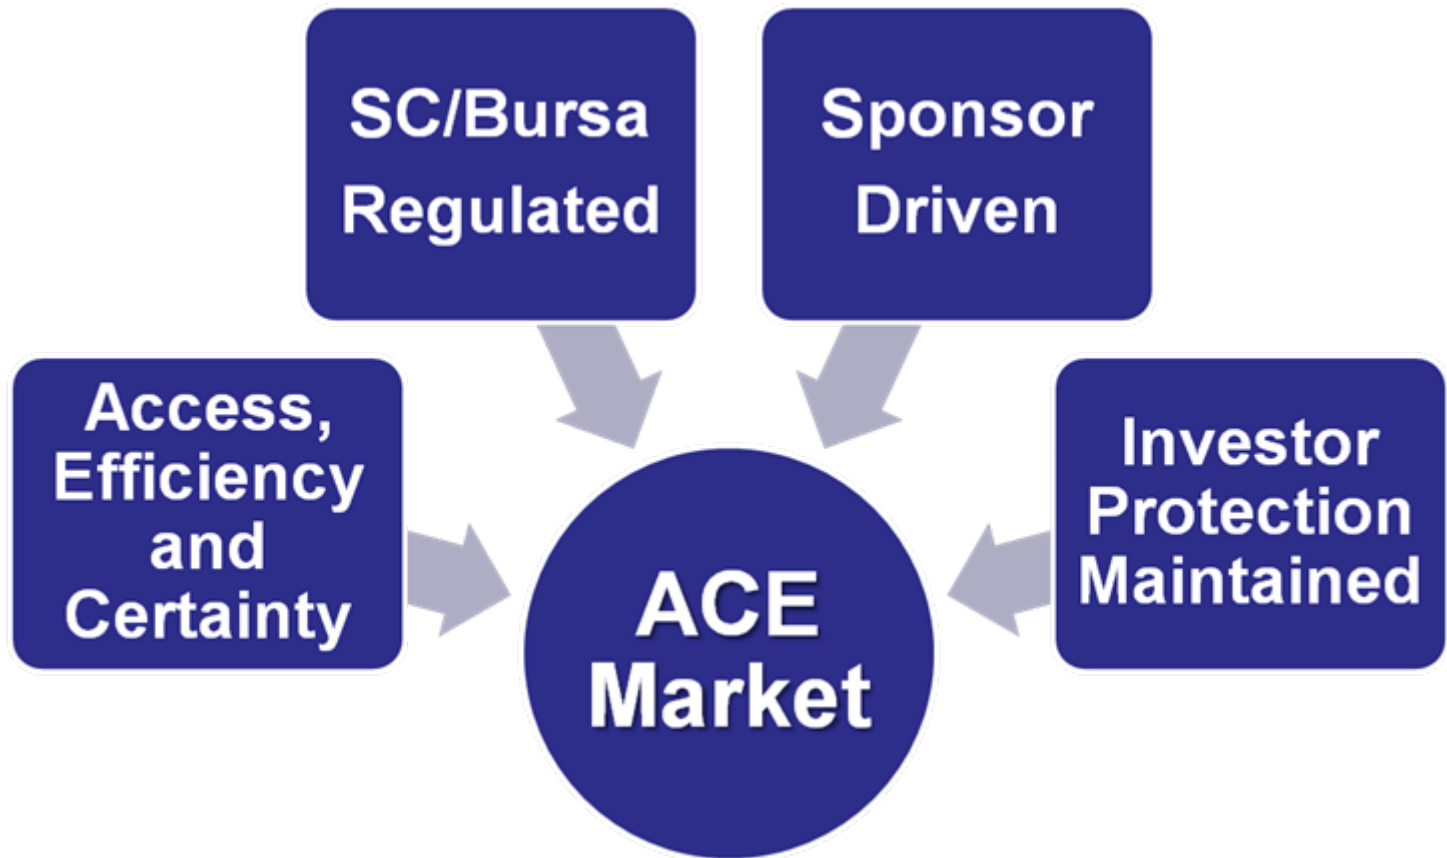 SC/Bursa
Regulated
Sponsor
Driven
Access,
Efficiency
and
Certainty
Investor
Protection
Maintained
ACE
Market